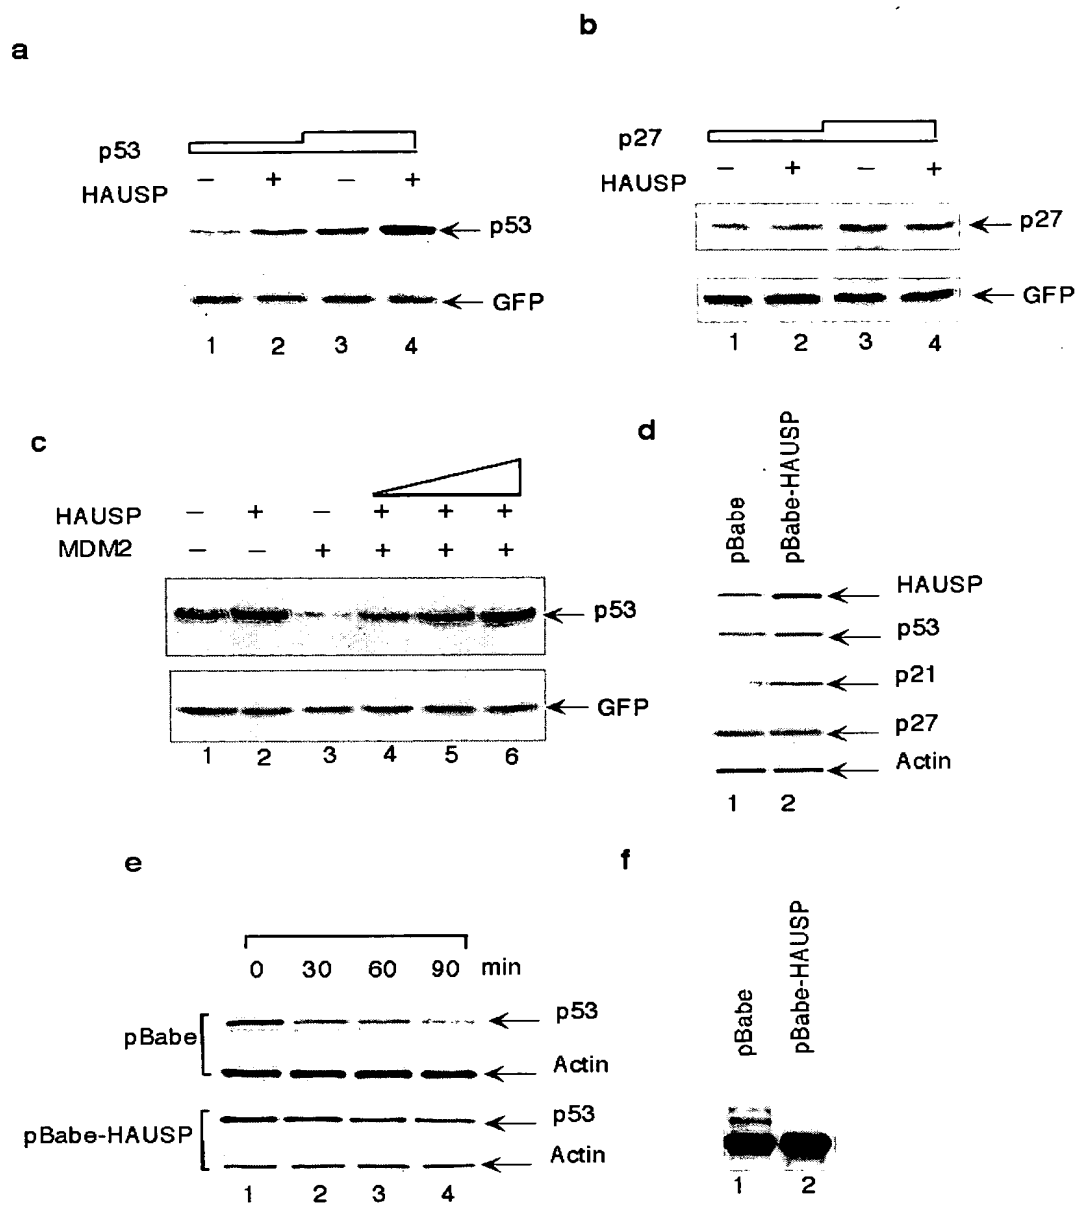 a
p53
HAUSP
− + − +
p53
GFP
1 2 3 4
b
p27
HAUSP
− + − +
p27
GFP
1 2 3 4
c
HAUSP − + − + + +
MDM2 − − + + + +
p53
GFP
1 2 3 4 5 6
d
pBabe
pBabe-HAUSP
HAUSP
p53
p21
p27
Actin
1 2
e
0 30 60 90 min
pBabe
p53
Actin
pBabe-HAUSP
p53
Actin
1 2 3 4
f
pBabe
pBabe-HAUSP
1 2